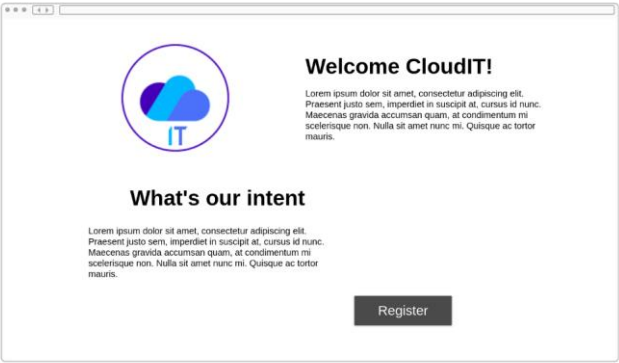 IT
Welcome CloudIT!
Lorem ipsum dolor sit amet, consectetur adipiscing elit.
Praesent justo sem, imperdiet in suscipit at, cursus id nunc.
Maecenas gravida accumsan quam, at condimentum mi
scelerisque non. Nulla sit amet nunc mi. Quisque ac tortor
mauris.
What's our intent
Lorem ipsum dolor sit amet, consectetur adipiscing elit.
Praesent justo sem, imperdiet in suscipit at, cursus id nunc.
Maecenas gravida accumsan quam, at condimentum mi
scelerisque non. Nulla sit amet nunc mi. Quisque ac tortor
mauris.
Register